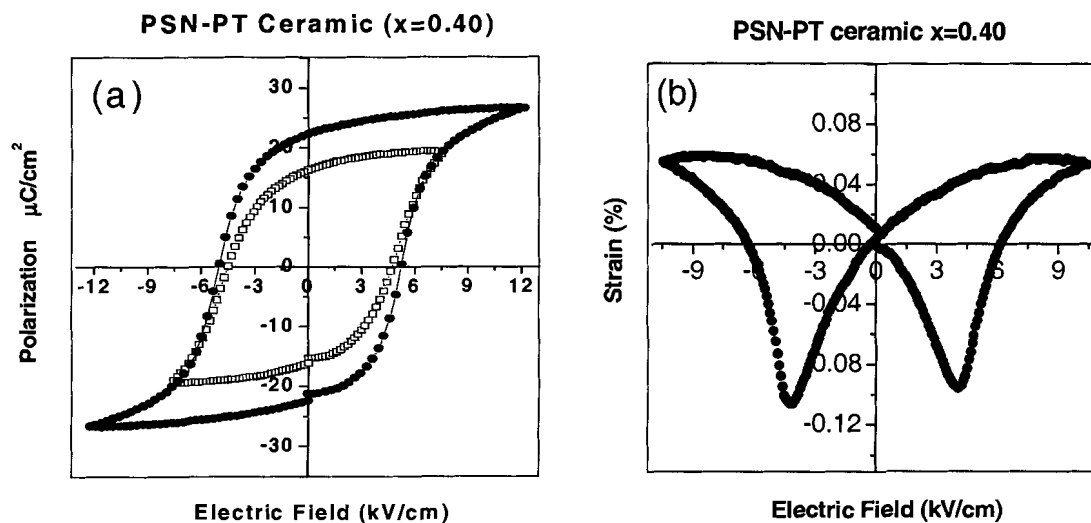 PSN-PT Ceramic (x=0.40)
(a)
30
20
10
0
-10
-20
-30
-12 -9 -6 -3 0 3 6 9 12
Polarization μC/cm²
Electric Field (kV/cm)
PSN-PT ceramic x=0.40
(b)
0.08
0.04
0.00
-0.04
-0.08
-0.12
-9 -6 -3 0 3 6 9
Strain (%)
Electric Field (kV/cm)